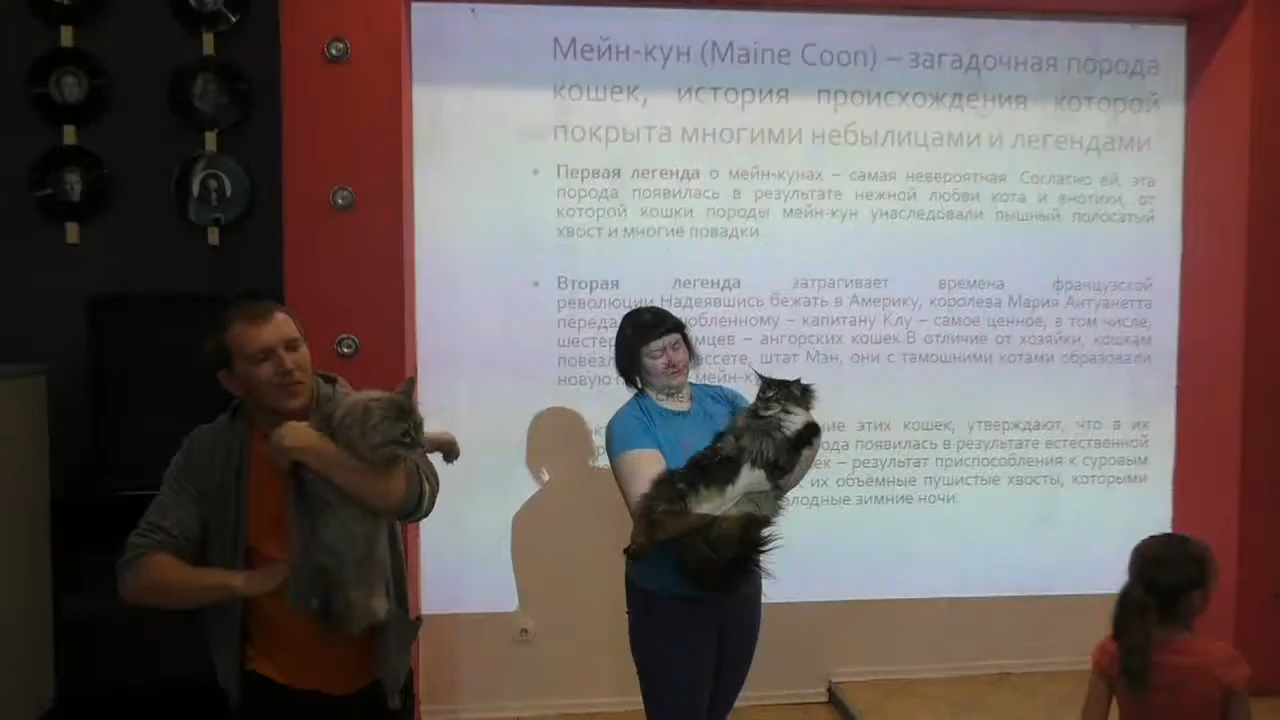 Мейн-кун (Maine Coon) – загадочная порода
кошек, история происхождения которой
покрыта многими небылицами и легендами
• Первая легенда о мейн-кунах – самая невероятная. Согласно ей, эта
порода появилась в результате нежной любви кота и енотихи, от
которой кошки породы мейн-кун унаследовали пышный полосатый
хвост и многие повадки.
• Вторая легенда затрагивает времена французской
революции. Надеявшись бежать в Америку, королева Мария Антуанетта
капитану Клу – самое ценное, в том числе,
– ангорских кошек. В отличие от хозяйки, кошкам
штат Мэн, они с тамошними котами образовали
новую мейн-ку
этих кошек, утверждают, что в их
появилась в результате естественной
– результат приспособления к суровым
их объёмные пушистые хвосты, которыми
зимние ночи.